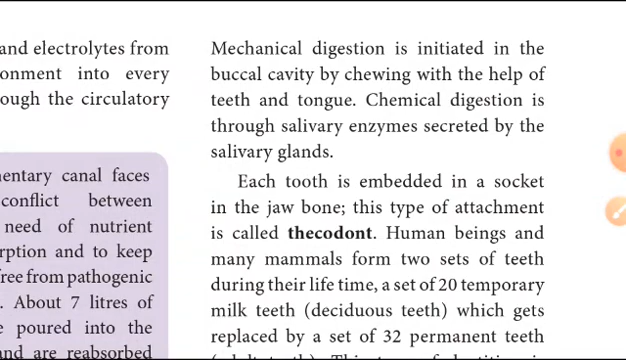 and electrolytes from
into every
the circulatory
canal faces
conflict between
need of nutrient
and to keep
free from pathogenic
. About 7 litres of
poured into the
and are reabsorbed
Mechanical digestion is initiated in the
buccal cavity by chewing with the help of
teeth and tongue. Chemical digestion is
through salivary enzymes secreted by the
salivary glands.
Each tooth is embedded in a socket
in the jaw bone; this type of attachment
is called thecodont. Human beings and
many mammals form two sets of teeth
during their life time, a set of 20 temporary
milk teeth (deciduous teeth) which gets
replaced by a set of 32 permanent teeth